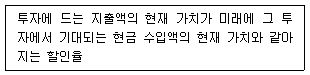 투자에 드는 지출액의 현재 가치가 미래에 그 투
자에서 기대되는 현금 수입액의 현재 가치와 같아
지는 할인율